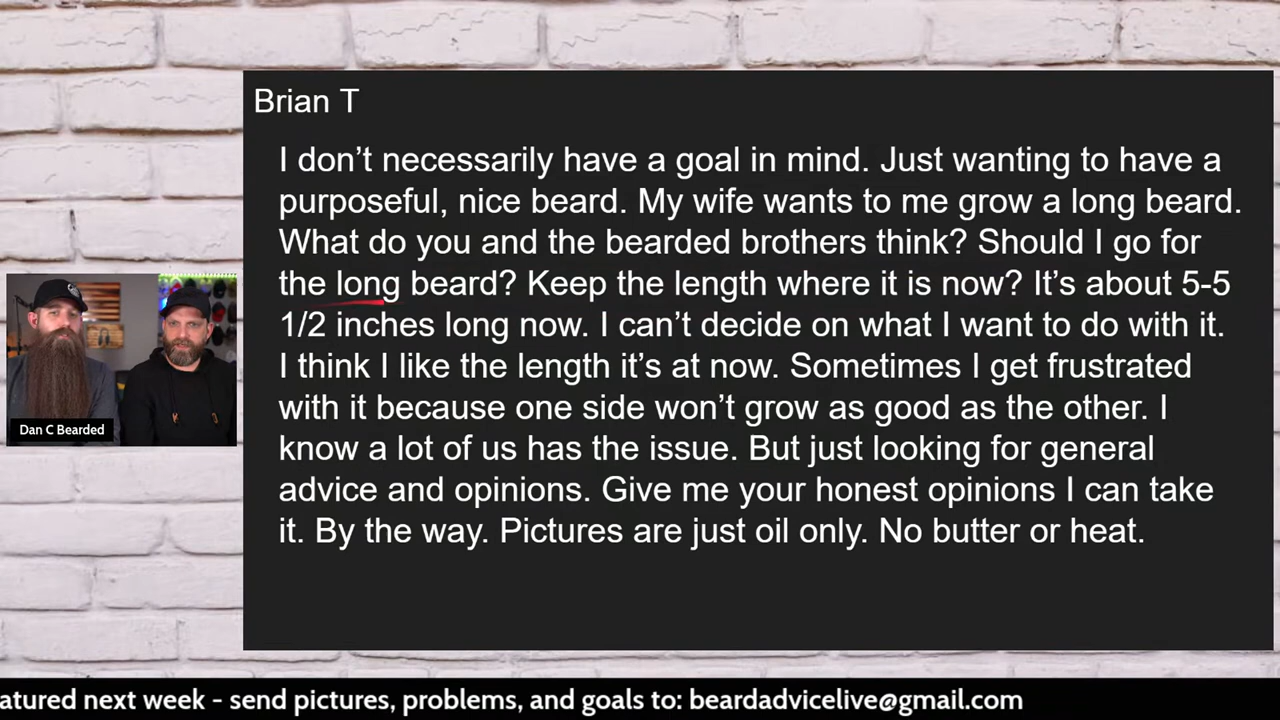 Brian T
I don't necessarily have a goal in mind. Just wanting to have a
purposeful, nice beard. My wife wants to me grow a long beard.
What do you and the bearded brothers think? Should I go for
the long beard? Keep the length where it is now? It's about 5-5
1/2 inches long now. I can't decide on what I want to do with it.
I think I like the length it's at now. Sometimes I get frustrated
with it because one side won't grow as good as the other. I
know a lot of us has the issue. But just looking for general
advice and opinions. Give me your honest opinions I can take
it. By the way. Pictures are just oil only. No butter or heat.
Dan C Bearded
atured next week - send pictures, problems, and goals to: beardadvicelive@gmail.com